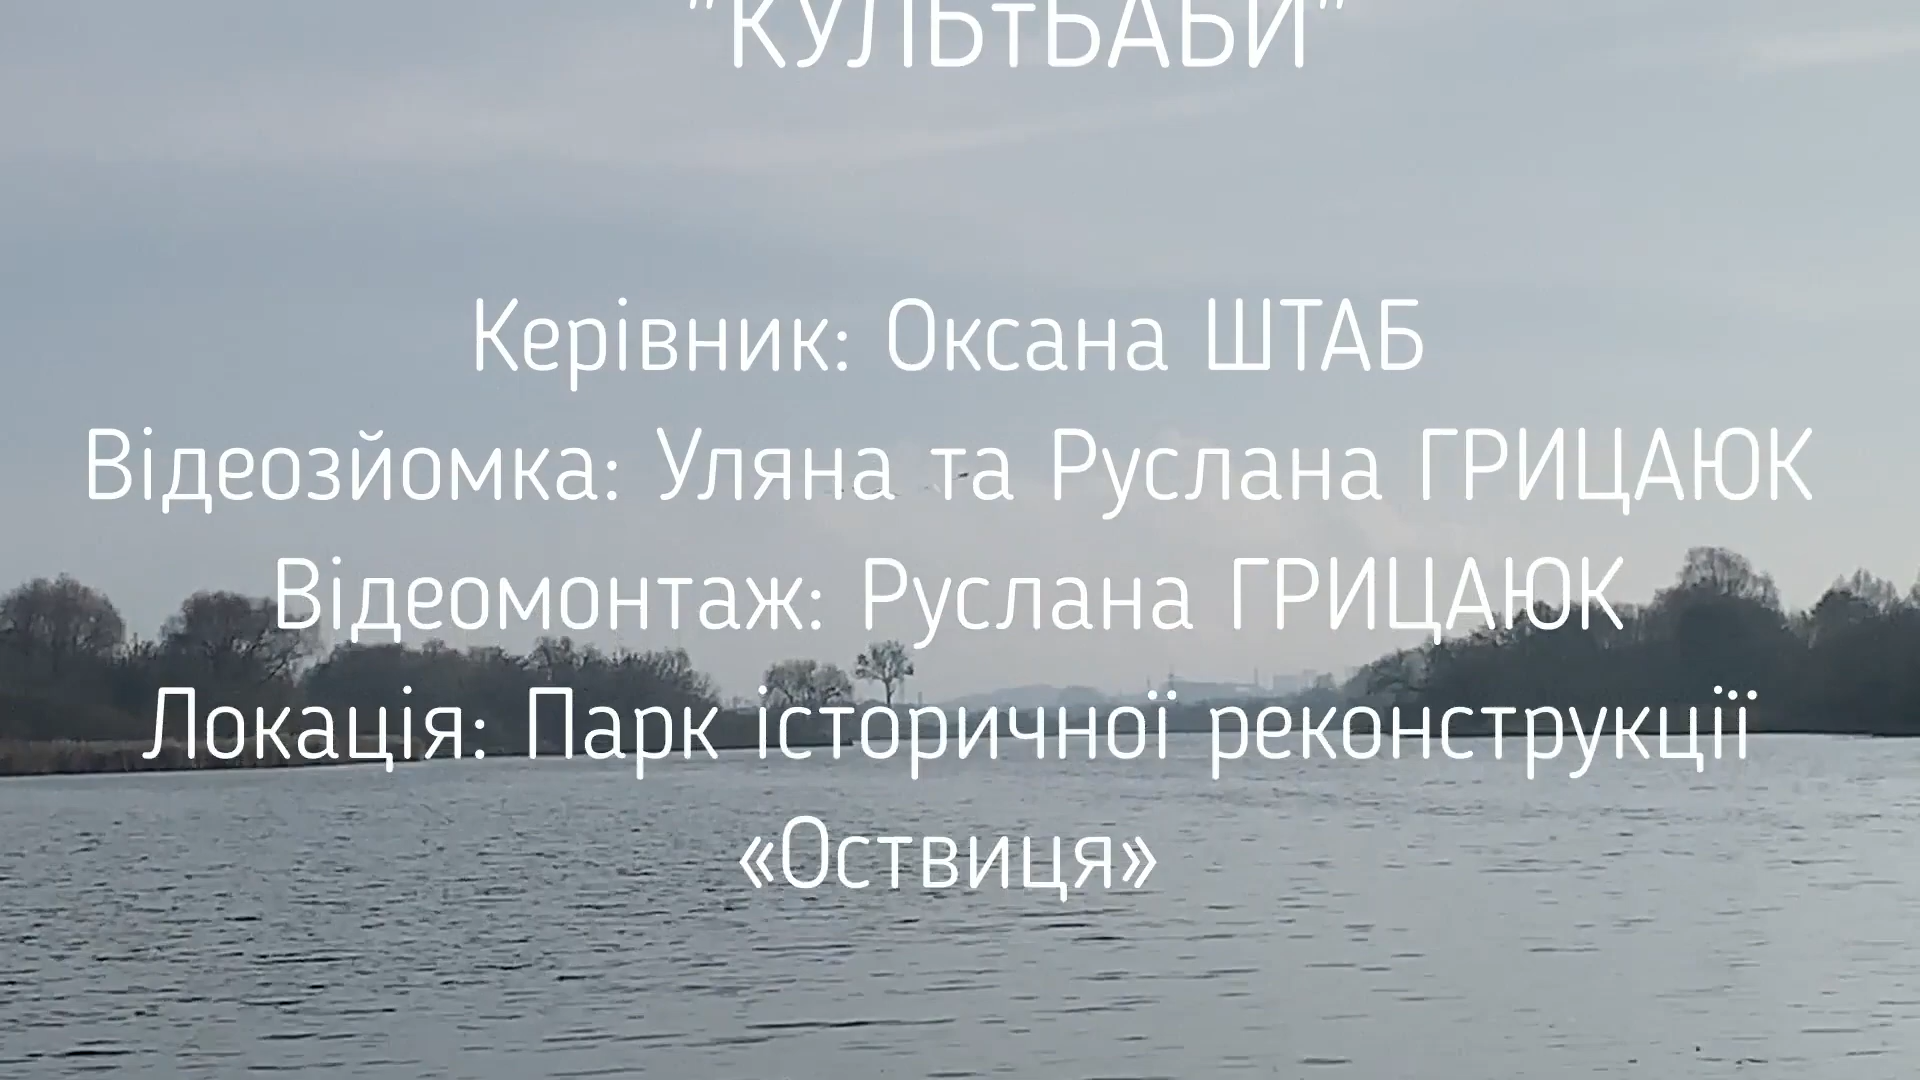 "КУЛЬтБАБИ"
Керівник: Оксана ШТАБ
Відеозйомка: Уляна та Руслана ГРИЦАЮК
Відеомонтаж: Руслана ГРИЦАЮК
Локація: Парк історичної реконструкції
«Оствиця»